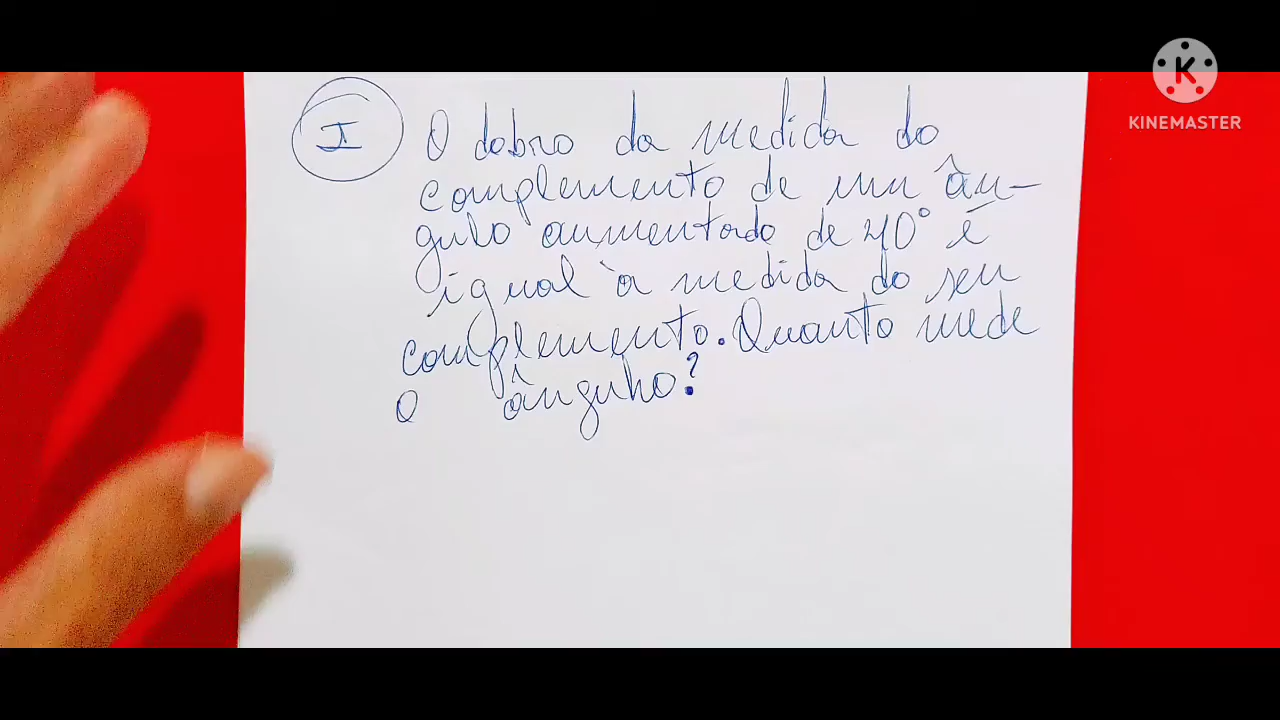 I O dobro da medida do
complemento de um ân-
gulo aumentado de 40° é
igual à medida do seu
complemento. Quanto mede
o ângulo?
KINEMASTER